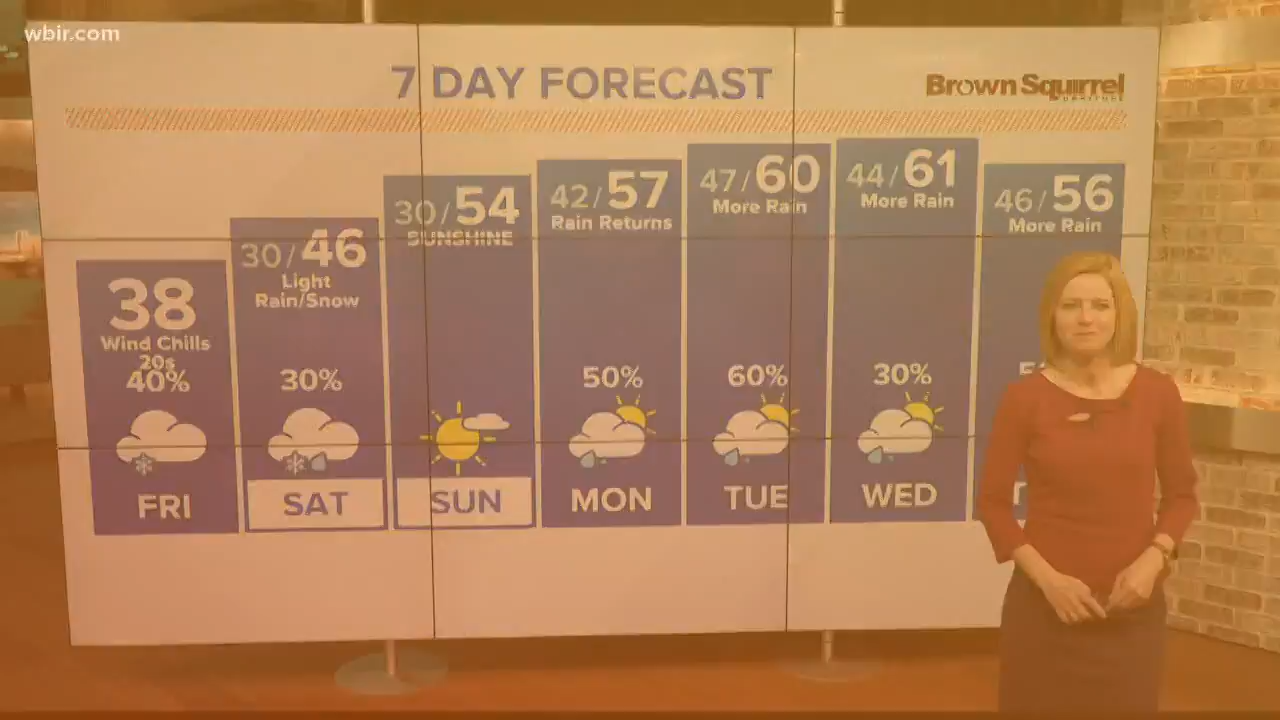 wbir.com
7 DAY FORECAST
Brown Squirrel
FURNITURE
38
Wind Chills
20s
40%
FRI
30/46
Light
Rain/Snow
30%
SAT
30/54
SUNSHINE
SUN
42/57
Rain Returns
50%
MON
47/60
More Rain
60%
TUE
44/61
More Rain
30%
WED
46/56
More Rain